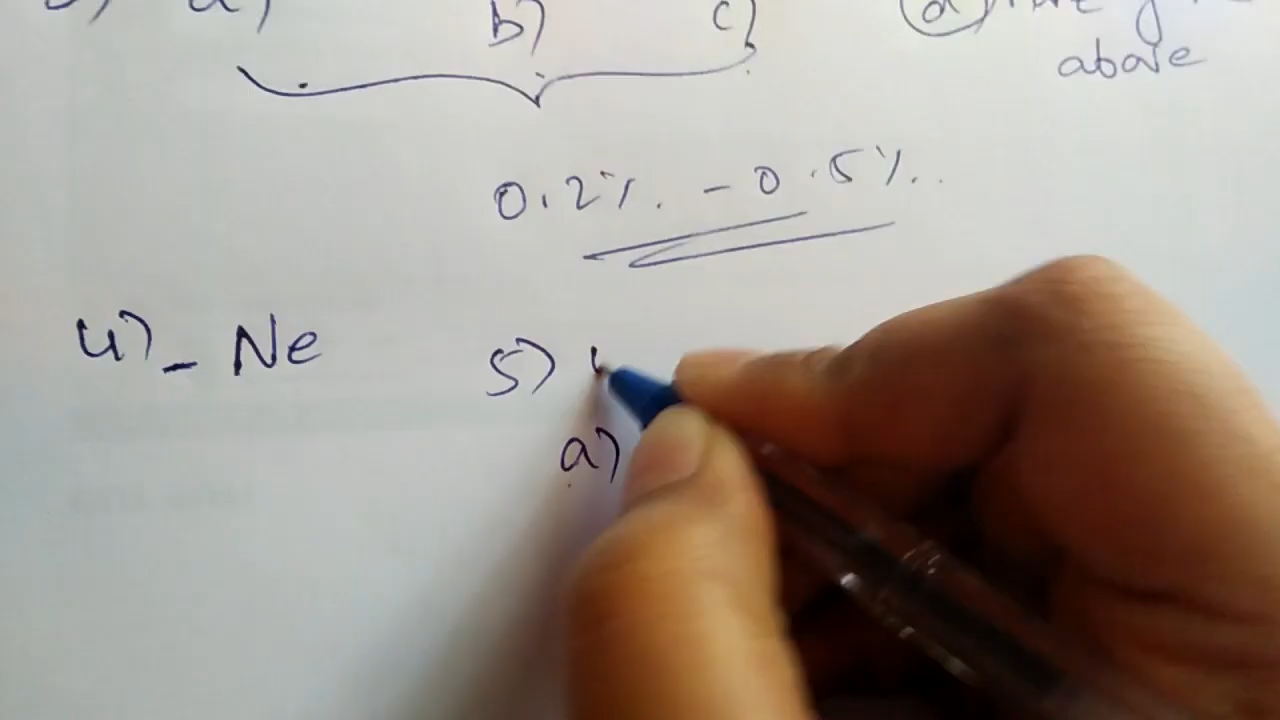 a) b) c) d)
above
0.2%. - 0.5%.
4) - Ne 5)
a)